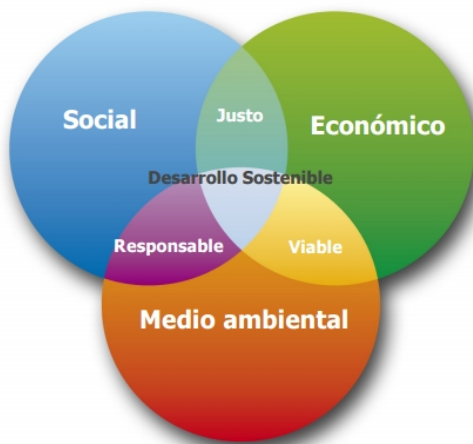 Social
Justo
Económico
Desarrollo Sostenible
Responsable
Viable
Medio ambiental